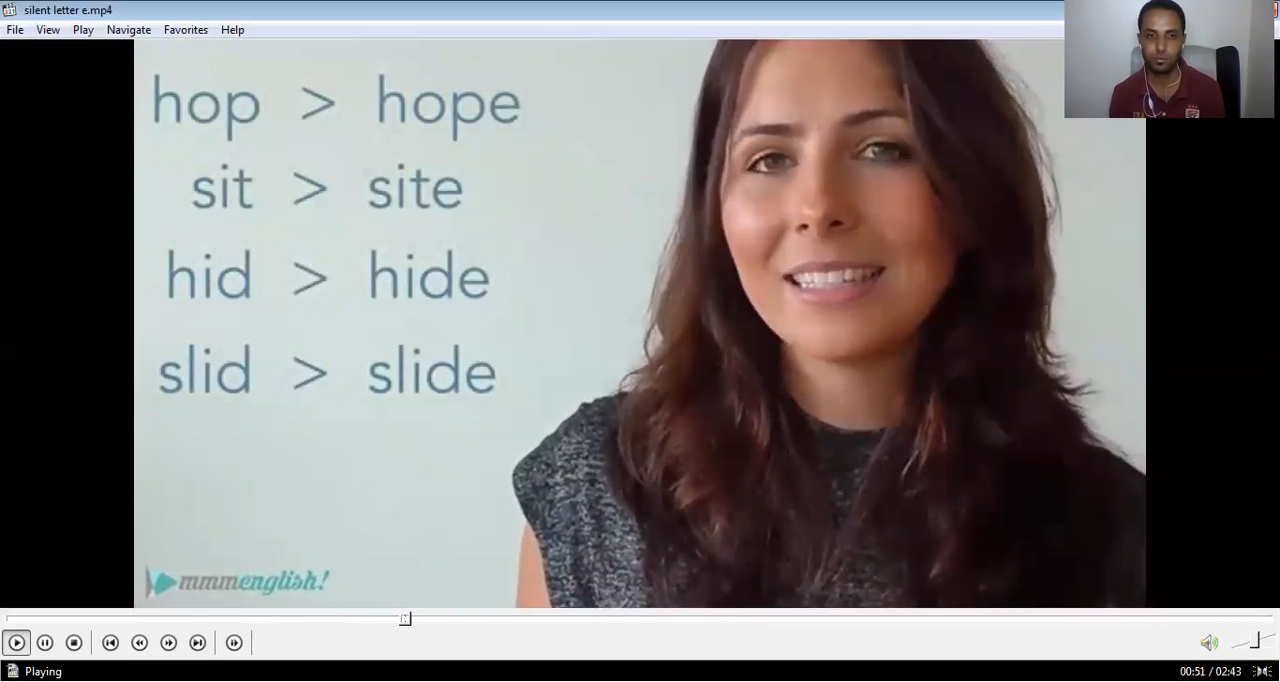 silent letter e.mp4
File View Play Navigate Favorites Help
hop > hope
sit > site
hid > hide
slid > slide
mmmenglish!
Playing
00:51 / 02:43